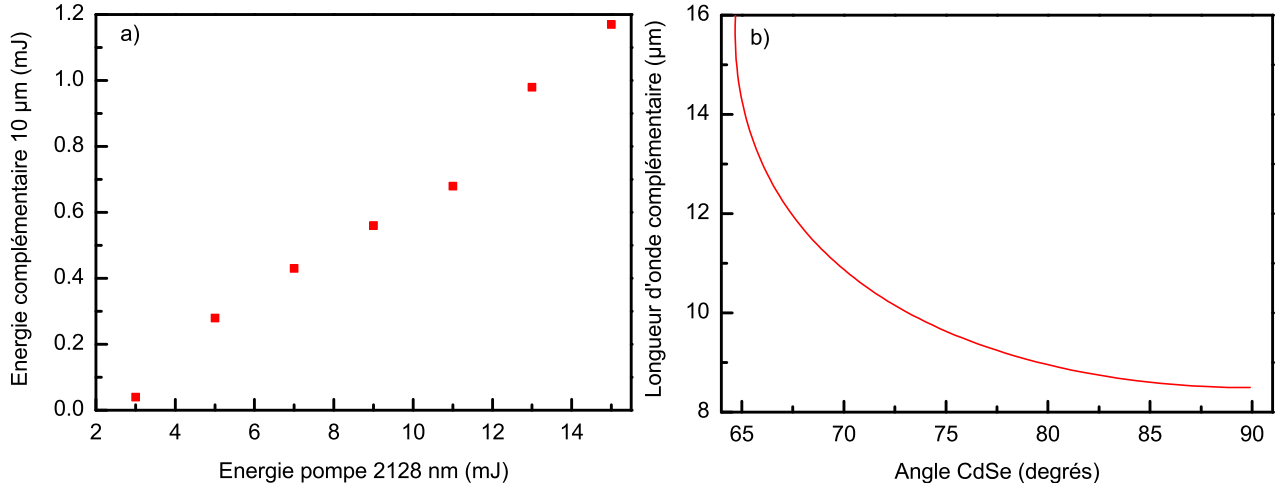 a)
Energie complémentaire 10 µm (mJ)
1.2
1.0
0.8
0.6
0.4
0.2
0.0
2 4 6 8 10 12 14
Energie pompe 2128 nm (mJ)
b)
Longueur d'onde complémentaire (µm)
16
14
12
10
8
65 70 75 80 85 90
Angle CdSe (degrés)